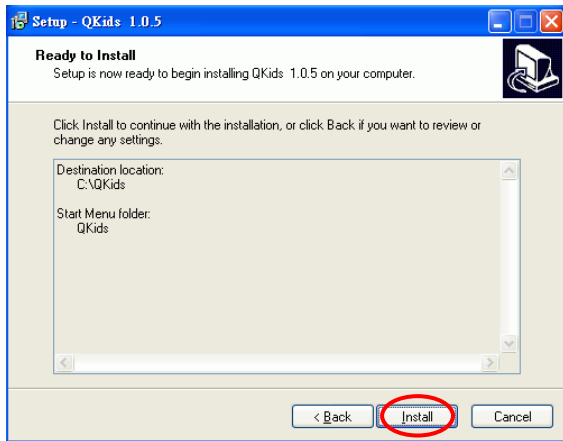 Setup - QKids 1.0.5
Ready to Install
Setup is now ready to begin installing QKids 1.0.5 on your computer.
Click Install to continue with the installation, or click Back if you want to review or
change any settings.
Destination location:
C:\QKids
Start Menu folder:
QKids
< Back
Install
Cancel